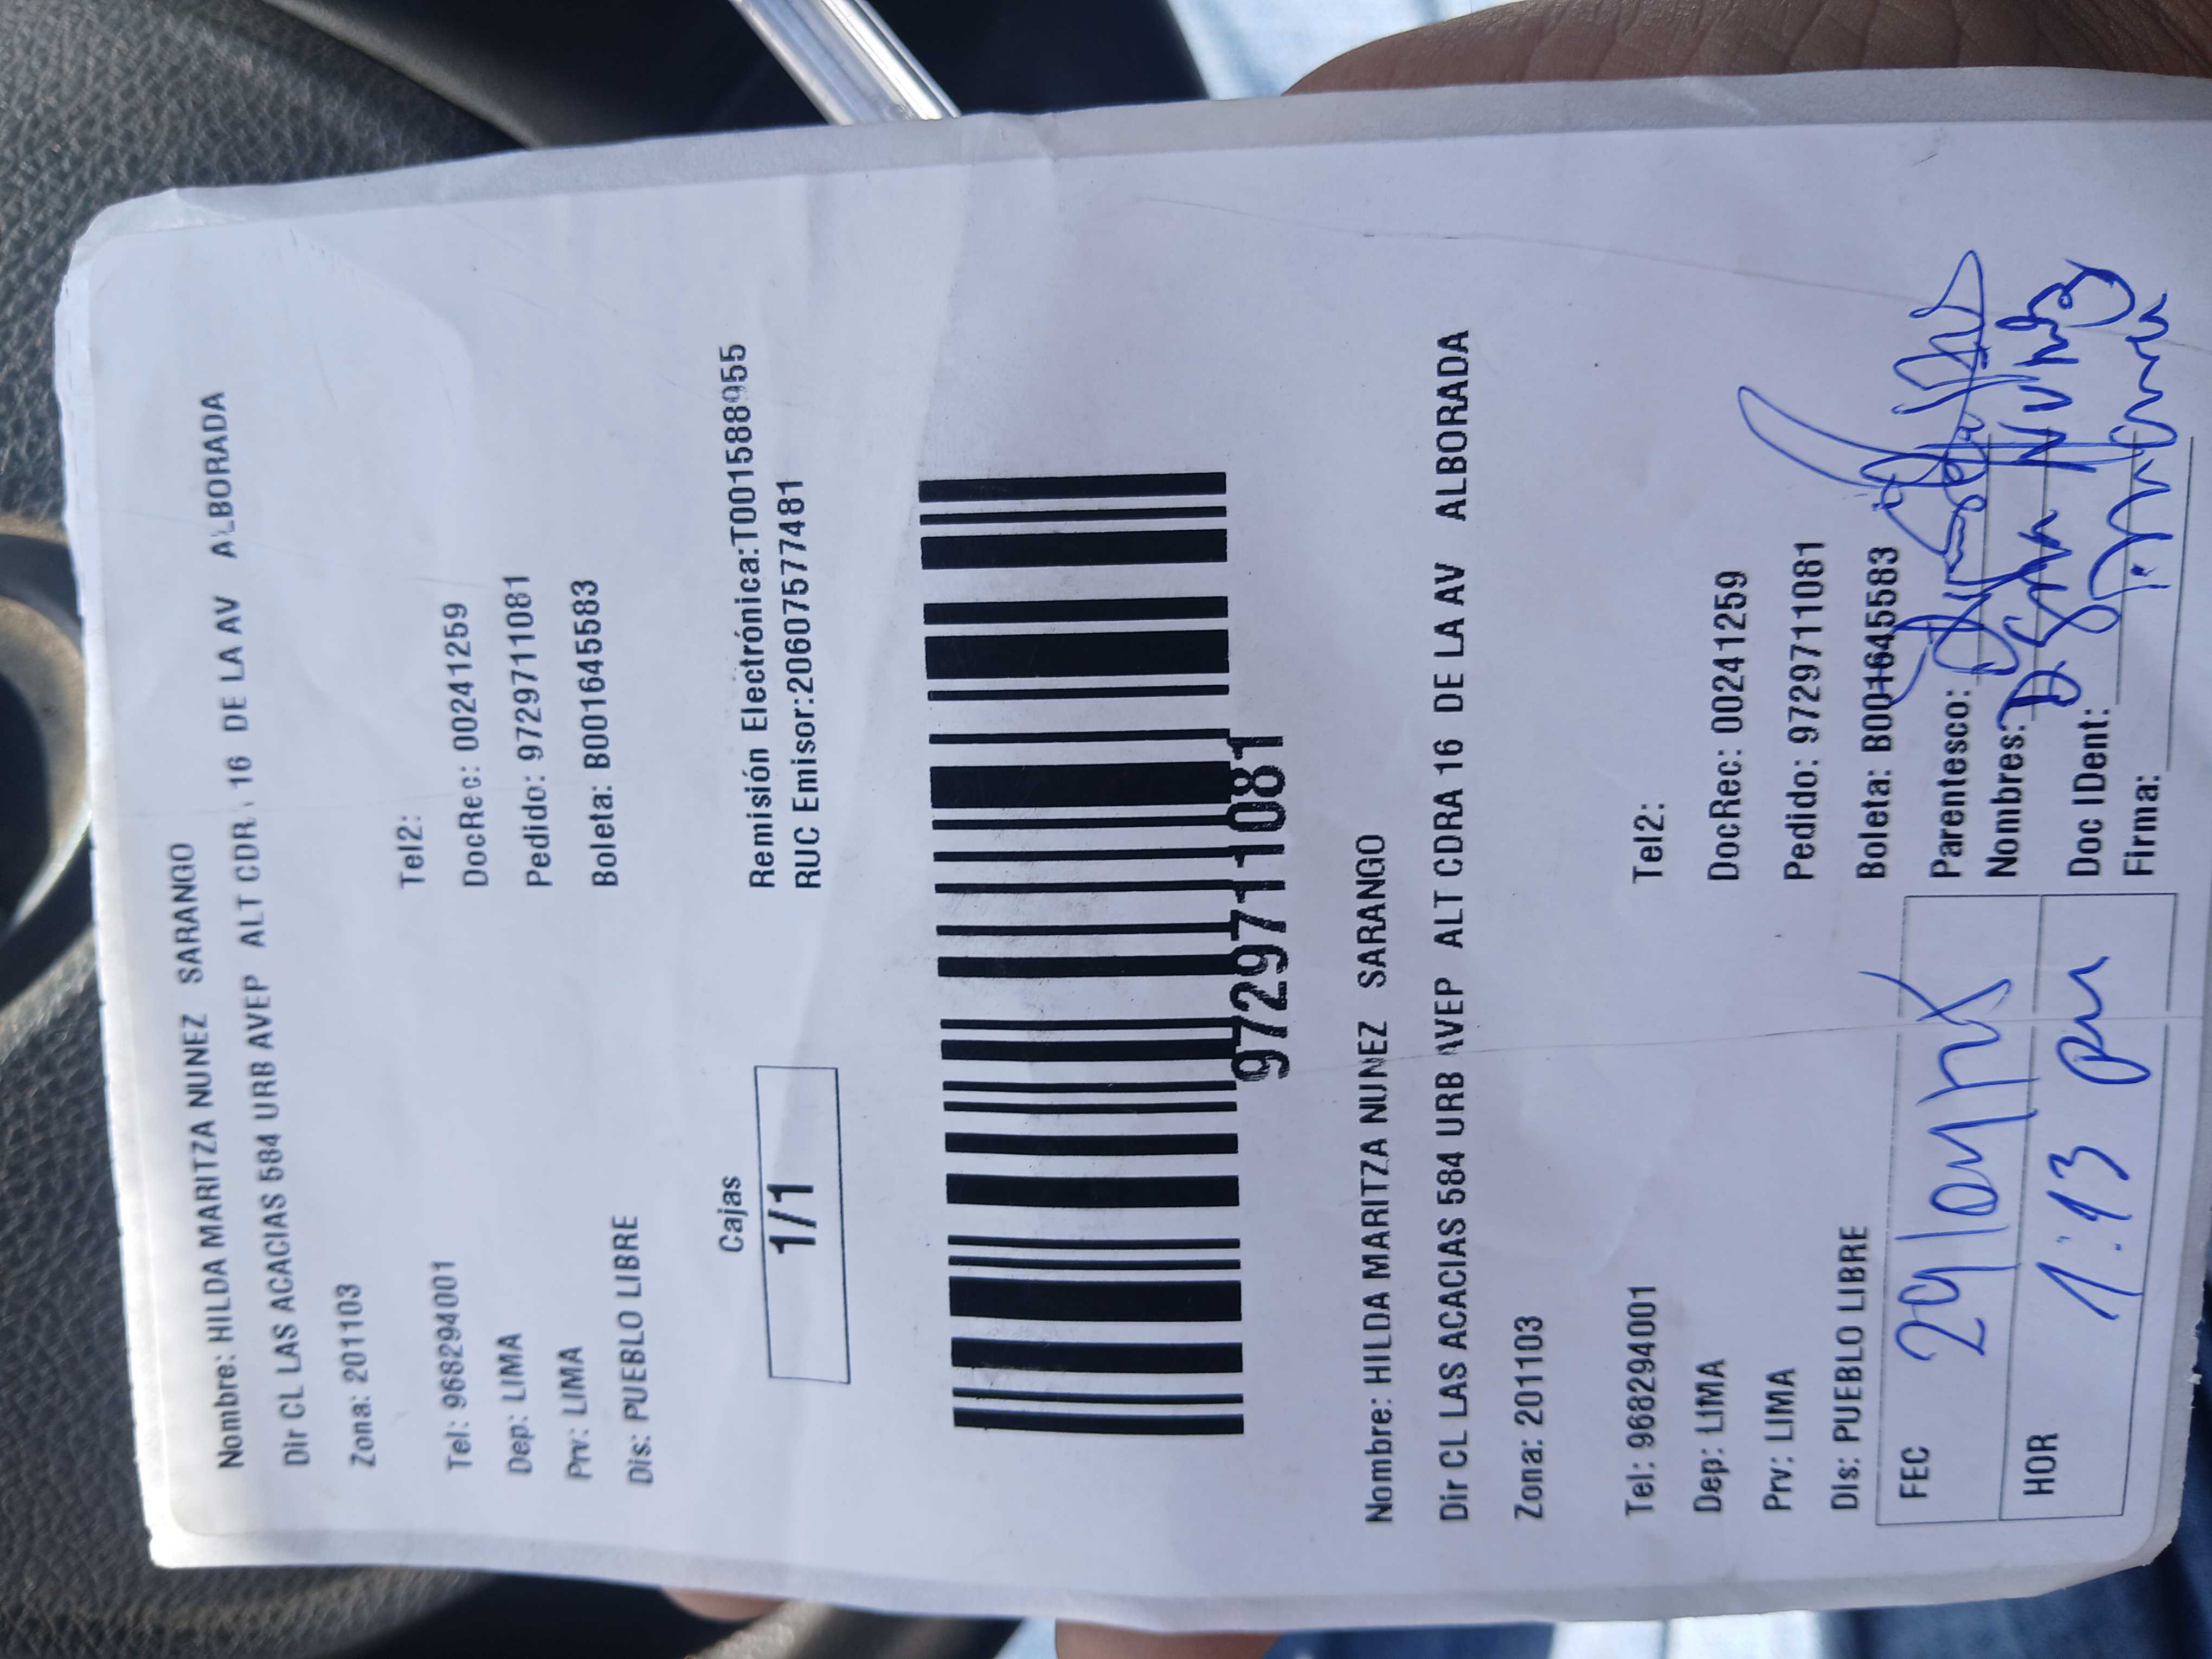 Nombre: HILDA MARITZA NUNEZ SARANGO
Dir CL LAS ACACIAS 584 URB AVEP ALT CDR 16 DE LA AV ALBORADA
Zona: 201103
Tel: 968294001 Tel2:
Dep: LIMA DocRec: 00241259
Prv: LIMA Pedido: 9729711081
Dis: PUEBLO LIBRE Boleta: B001645583
Cajas
1/1
Remisión Electrónica:T001588955
RUC Emisor:20607577481
9729711081
Nombre: HILDA MARITZA NUNEZ SARANGO
Dir CL LAS ACACIAS 584 URB AVEP ALT CDRA 16 DE LA AV ALBORADA
Zona: 201103
Tel: 968294001 Tel2:
Dep: LIMA DocRec: 00241259
Prv: LIMA Pedido: 9729711081
Dis: PUEBLO LIBRE Boleta: B001645583
FEC
Parentesco:
Nombres:
HOR 1:13 pm
Doc IDent:
Firma: